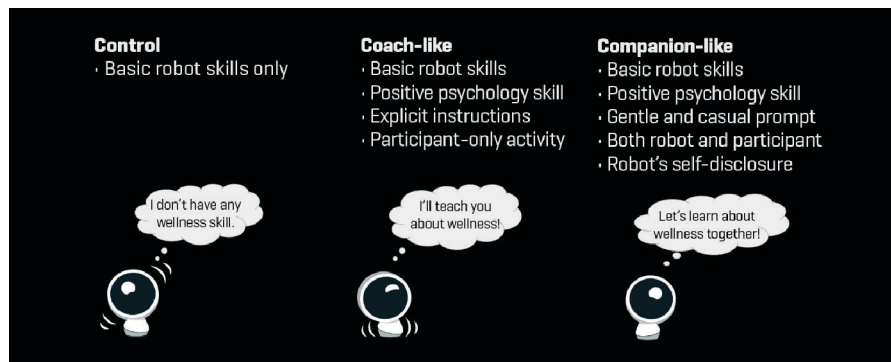 Control
· Basic robot skills only
Coach-like
· Basic robot skills
· Positive psychology skill
· Explicit instructions
· Participant-only activity
Companion-like
· Basic robot skills
· Positive psychology skill
· Gentle and casual prompt
· Both robot and participant
· Robot's self-disclosure
I don't have any
wellness skill.
I'll teach you
about wellness!
Let's learn about
wellness together!